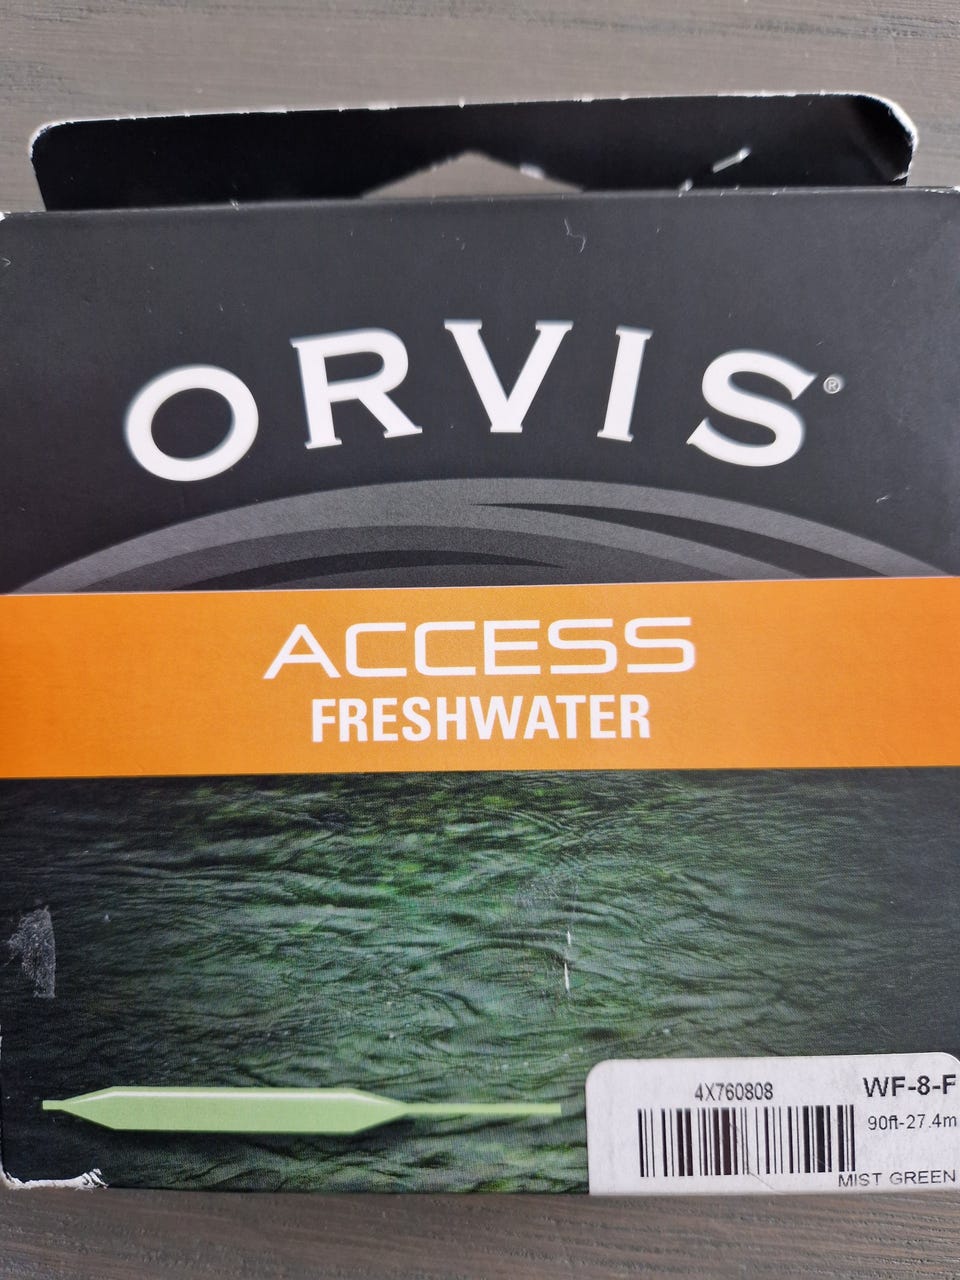 ORVIS®
ACCESS
FRESHWATER
4X760808
WF-8-F
90ft-27.4m
MIST GREEN